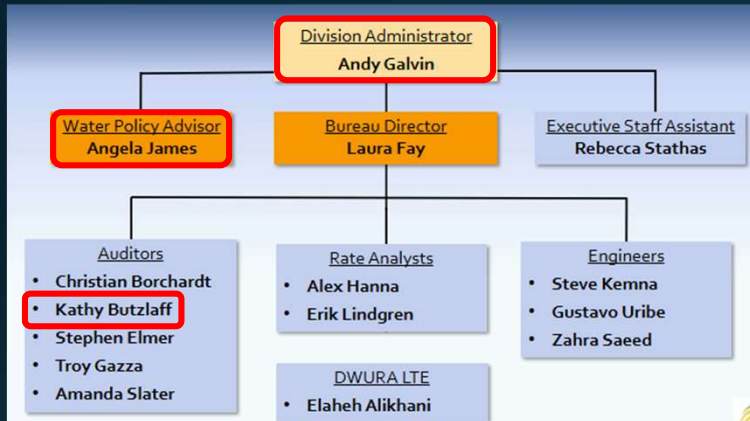 Division Administrator
Andy Galvin
Water Policy Advisor
Angela James
Bureau Director
Laura Fay
Executive Staff Assistant
Rebecca Stathas
Auditors
• Christian Borchardt
• Kathy Butzlaff
• Stephen Elmer
• Troy Gazza
• Amanda Slater
Rate Analysts
• Alex Hanna
• Erik Lindgren
DWURA LTE
• Elaheh Alikhani
Engineers
• Steve Kemna
• Gustavo Uribe
• Zahra Saeed